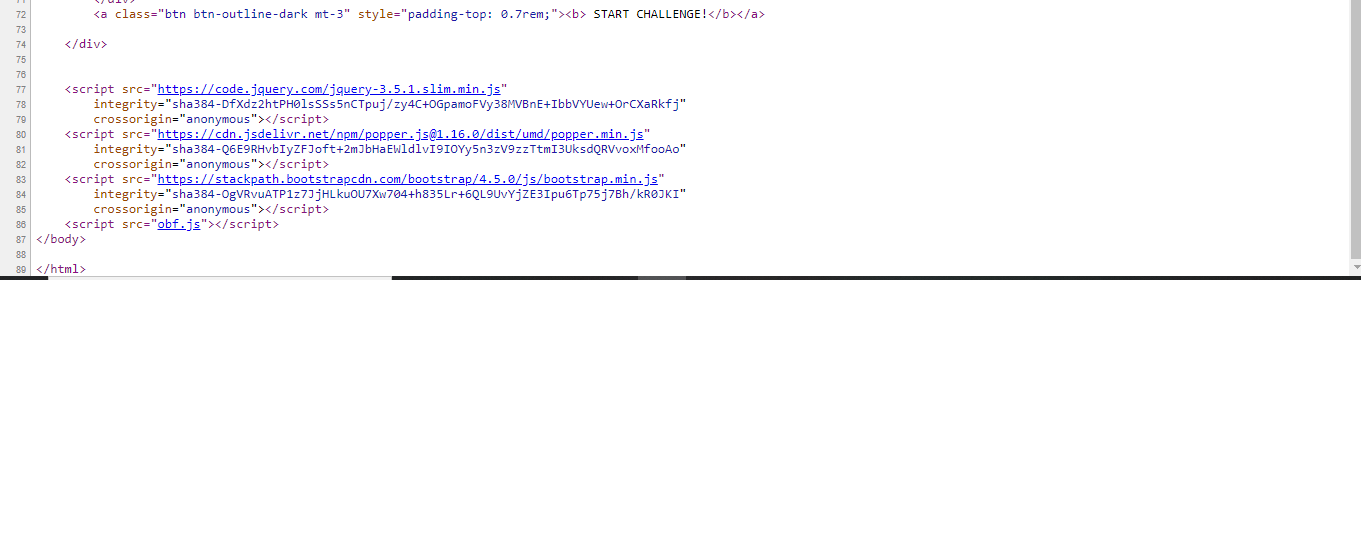 71 </div>
72 <a class="btn btn-outline-dark mt-3" style="padding-top: 0.7rem;"><b> START CHALLENGE!</b></a>
73
74 </div>
75
76
77 <script src="https://code.jquery.com/jquery-3.5.1.slim.min.js"
78 integrity="sha384-DfXdz2htPH0lsSSs5nCTpuj/zy4C+OGpamoFVy38MVBnE+IbbVYUew+OrCXaRkfj"
79 crossorigin="anonymous"></script>
80 <script src="https://cdn.jsdelivr.net/npm/popper.js@1.16.0/dist/umd/popper.min.js"
81 integrity="sha384-Q6E9RHvbIyZFJoft+2mJbHaEWldlvI9IOYy5n3zV9zzTtmI3UksdQRVvoxMfooAo"
82 crossorigin="anonymous"></script>
83 <script src="https://stackpath.bootstrapcdn.com/bootstrap/4.5.0/js/bootstrap.min.js"
84 integrity="sha384-OgVRvuATP1z7JjHLkuOU7Xw704+h835Lr+6QL9UvYjZE3Ipu6Tp75j7Bh/kR0JKI"
85 crossorigin="anonymous"></script>
86 <script src="obf.js"></script>
87 </body>
88
89 </html>